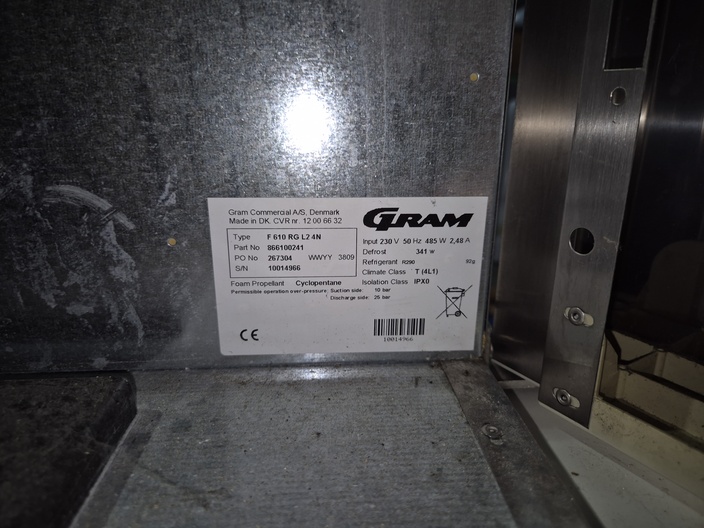 Gram Commercial A/S, Denmark
Made in DK. CVR nr. 12 00 66 32
GRAM
Type F 610 RG L2 4N
Part No 866100241
PO No 267304 WWYY 3809
S/N 10014966
Input 230 V 50 Hz 485 W 2,48 A
Defrost 341 W
Refrigerant R290 92g
Climate Class T (4L1)
Isolation Class IPX0
Foam Propellant Cyclopentane
Permissible operation over-pressure: Suction side: 10 bar
Discharge side: 25 bar
CE
10014966